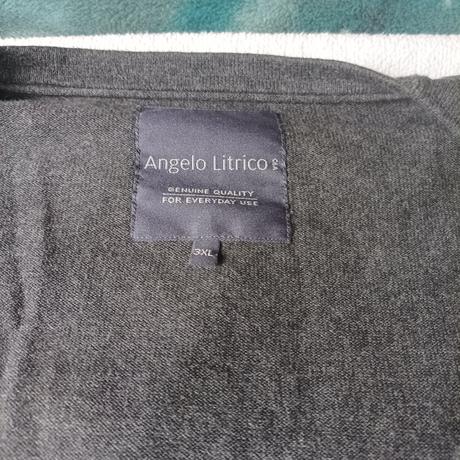 Angelo Litrico C&A
GENUINE QUALITY
FOR EVERYDAY USE
3XL